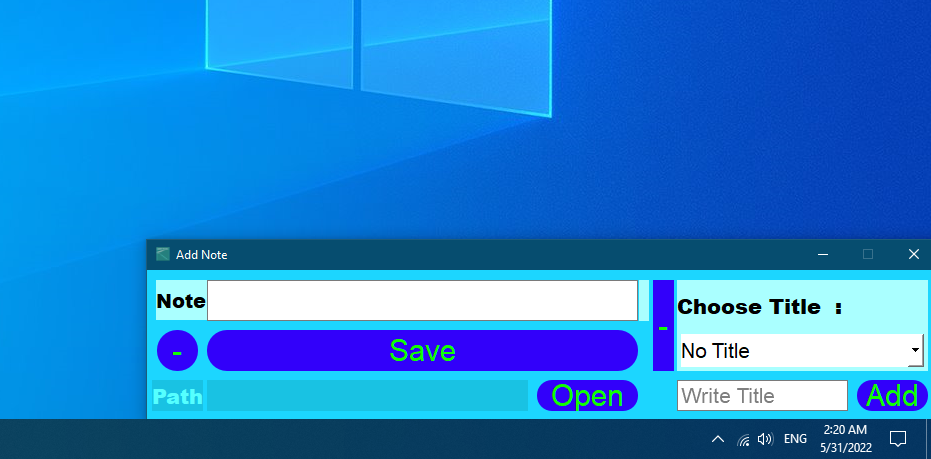 Add Note
Note
-
Choose Title :
- Save
No Title
Path
Open
Write Title
Add
ENG
2:20 AM
5/31/2022